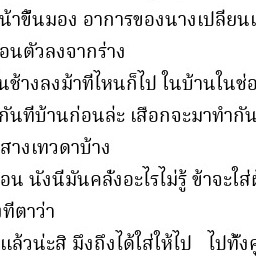 น้าขึ้นมอง อาการของนางเปลี่ยน
อนตัวลงจากร่าง
นช้างลงม้าที่ไหนก็ไป ในบ้านในช่อ
กันที่บ้านก่อนล่ะ เสือกจะมาทำกัน
สางเทวดาบ้าง
อน นังนี่มันคลั่งอะไรไม่รู้ ข้าจะใส่
ที่ตาว่า
แล้วน่ะสิ มึงถึงได้ใส่ให้ไป ไปทั้ง